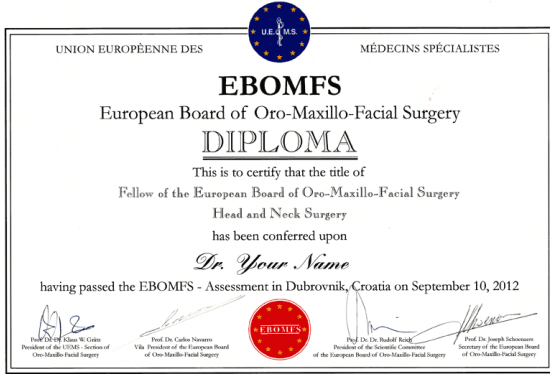 U.E. M.S.
UNION EUROPÉENNE DES MÉDECINS SPÉCIALISTES
EBOMFS
European Board of Oro-Maxillo-Facial Surgery
DIPLOMA
This is to certify that the title of
Fellow of the European Board of Oro-Maxillo-Facial Surgery
Head and Neck Surgery
has been conferred upon
Dr. Your Name
having passed the EBOMFS - Assessment in Dubrovnik, Croatia on September 10, 2012
EBOMFS
Prof. Dr. Dr. Klaus W. Grätz
President of the UEMS - Section of
Oro-Maxillo-Facial Surgery
Prof. Dr. Carlos Navarro
Vila President of the European Board
of Oro-Maxillo-Facial Surgery
Prof. Dr. Dr. Rudolf Reich
President of the Scientific Committee
of the European Board of Oro-Maxillo-Facial Surgery
Prof. Dr. Joseph Schoenaers
Secretary of the European Board
of Oro-Maxillo-Facial Surgery